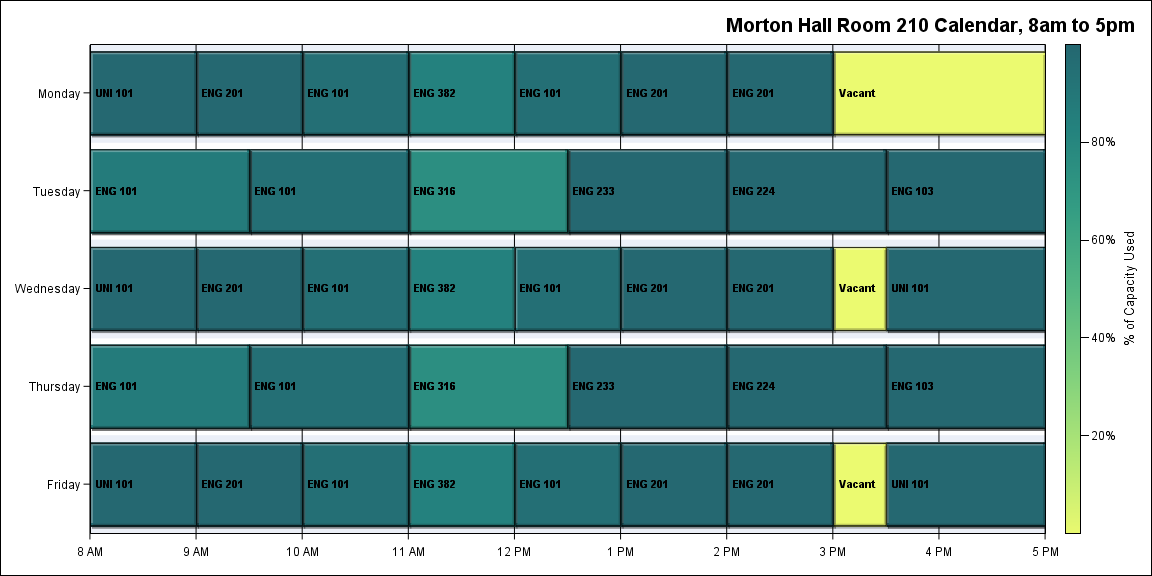 Morton Hall Room 210 Calendar, 8am to 5pm
Monday
UNI 101
ENG 201
ENG 101
ENG 382
ENG 101
ENG 201
ENG 201
Vacant
Tuesday
ENG 101
ENG 101
ENG 316
ENG 233
ENG 224
ENG 103
Wednesday
UNI 101
ENG 201
ENG 101
ENG 382
ENG 101
ENG 201
ENG 201
Vacant
UNI 101
Thursday
ENG 101
ENG 101
ENG 316
ENG 233
ENG 224
ENG 103
Friday
UNI 101
ENG 201
ENG 101
ENG 382
ENG 101
ENG 201
ENG 201
Vacant
UNI 101
8 AM
9 AM
10 AM
11 AM
12 PM
1 PM
2 PM
3 PM
4 PM
5 PM
80%
60%
40%
20%
% of Capacity Used